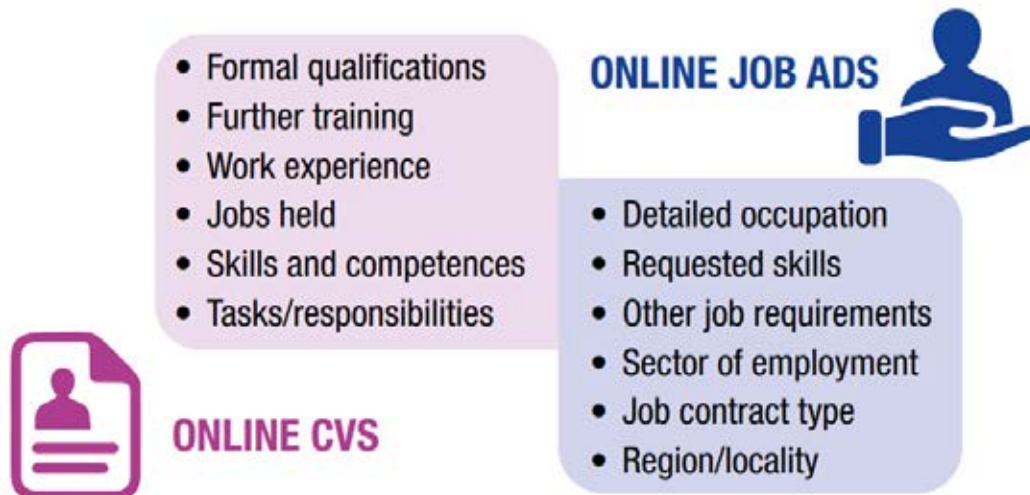 • Formal qualifications
• Further training
• Work experience
• Jobs held
• Skills and competences
• Tasks/responsibilities
ONLINE CVS
ONLINE JOB ADS
• Detailed occupation
• Requested skills
• Other job requirements
• Sector of employment
• Job contract type
• Region/locality